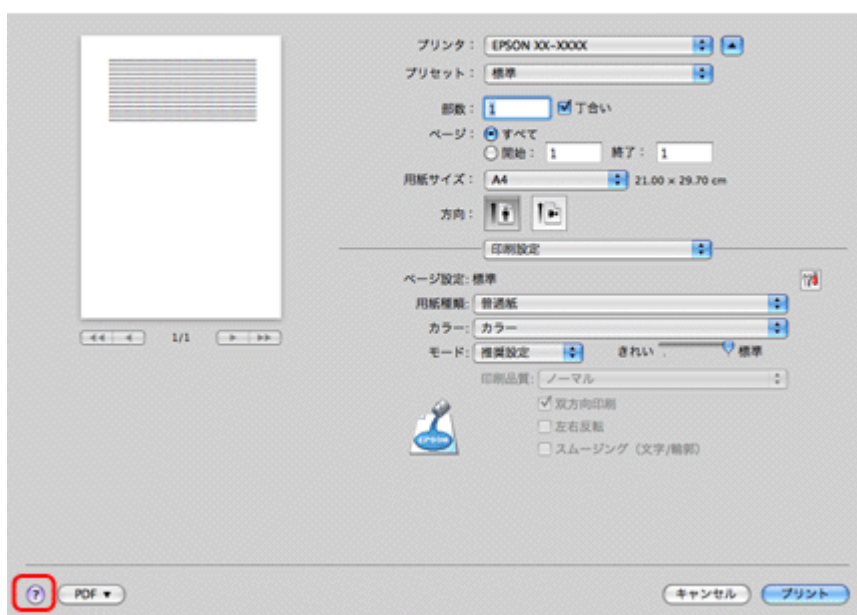 プリンタ： EPSON XX-XXXX
プリセット： 標準
部数： 1 丁合い
ページ： すべて
開始： 1 終了： 1
用紙サイズ： A4 21.00 × 29.70 cm
方向：
印刷設定
ページ設定: 標準
用紙種類: 普通紙
カラー: カラー
1/1
モード: 推奨設定 きれい 標準
印刷品質: ノーマル
双方向印刷
左右反転
スムージング（文字/輪郭）
EPSON
? PDF ▼ キャンセル プリント